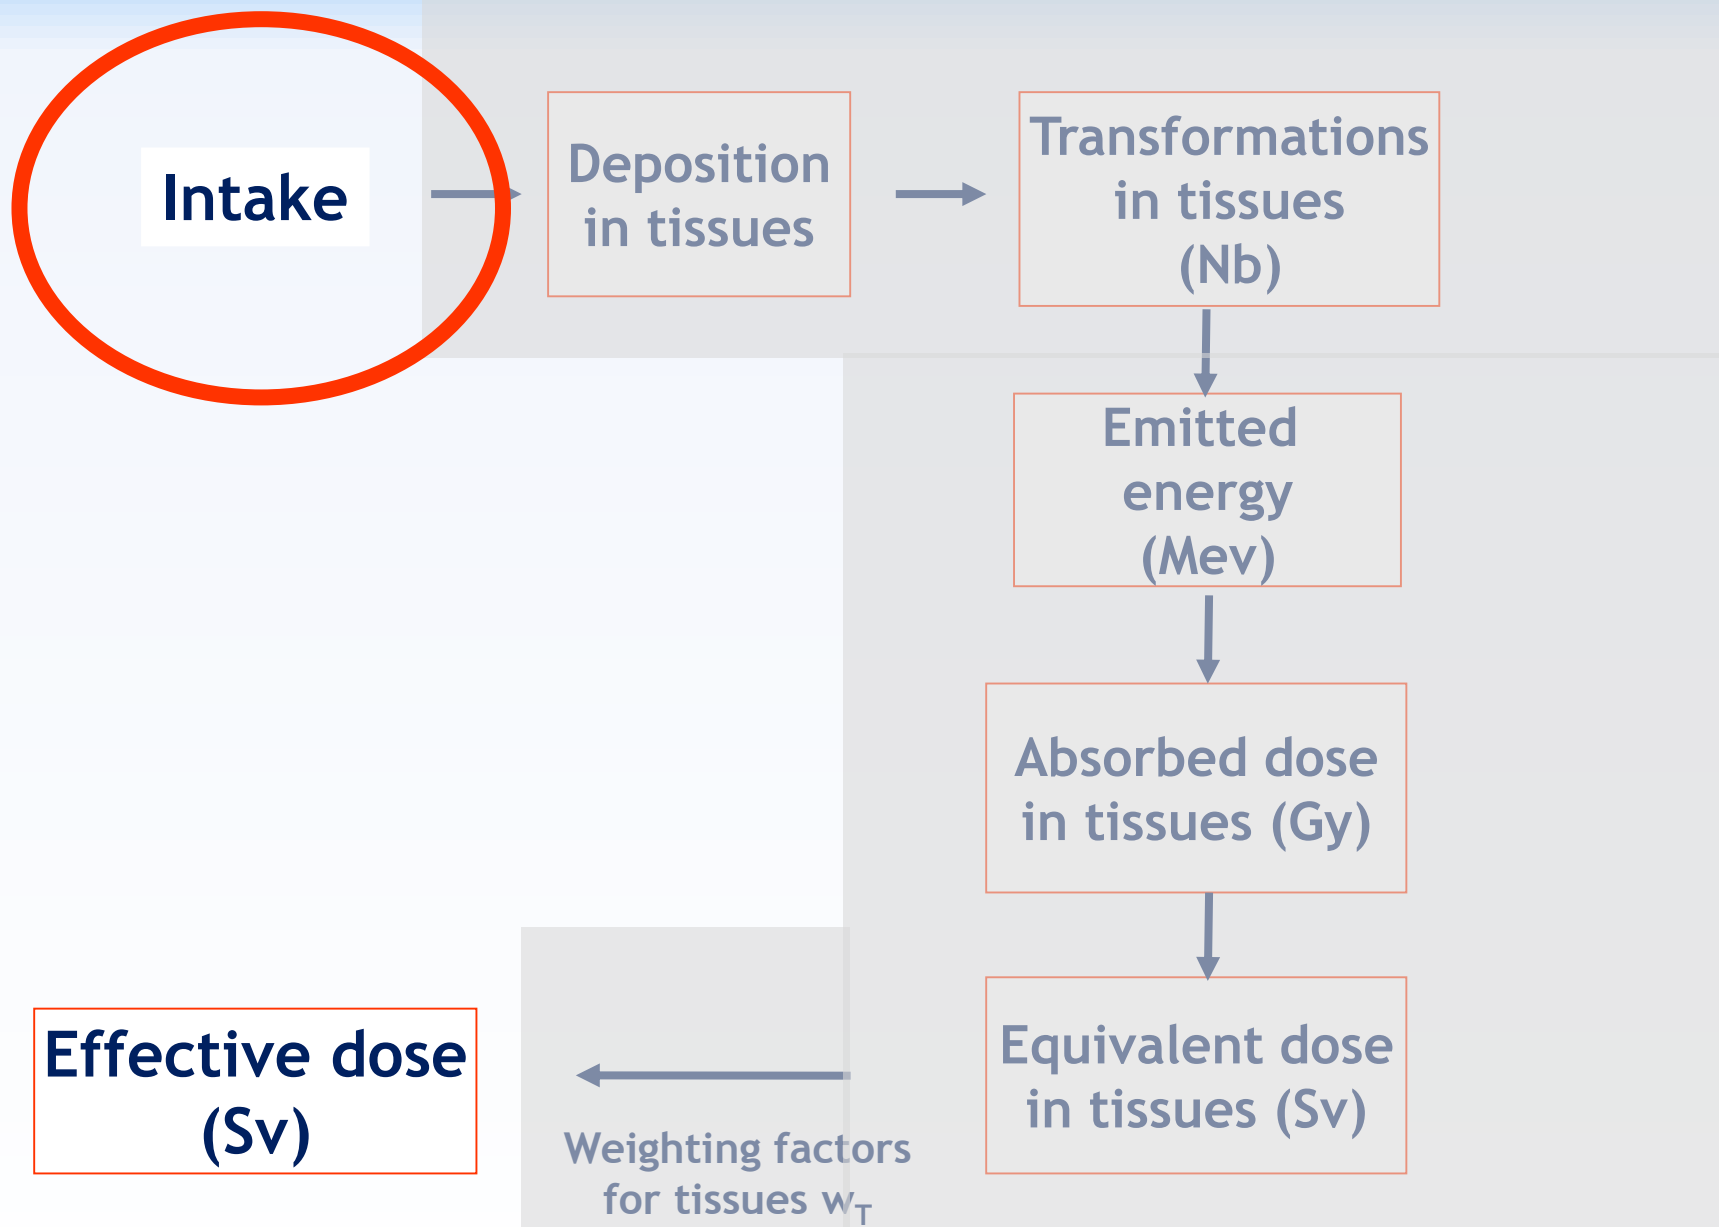 Intake
Deposition
in tissues
Transformations
in tissues
(Nb)
Emitted
energy
(Mev)
Absorbed dose
in tissues (Gy)
Equivalent dose
in tissues (Sv)
Weighting factors
for tissues w_T
Effective dose
(Sv)